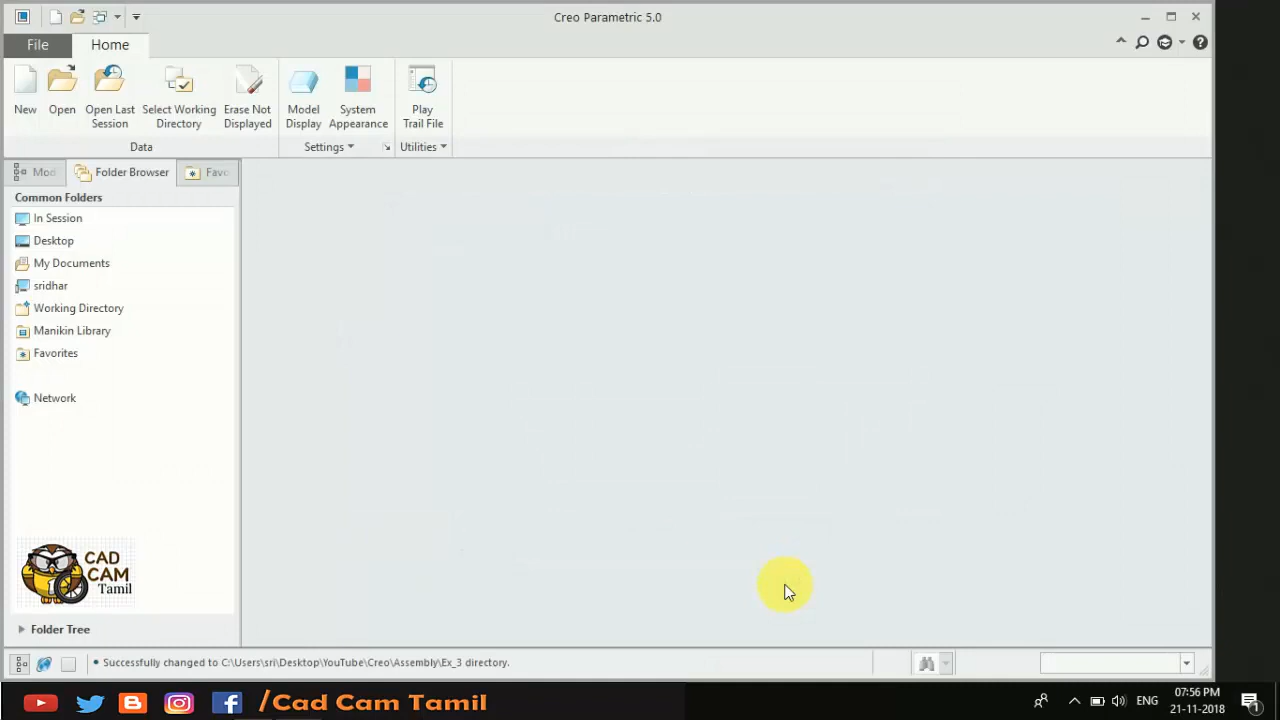 Creo Parametric 5.0
File
Home
New
Open
Open Last
Session
Select Working
Directory
Erase Not
Displayed
Model
Display
System
Appearance
Play
Trail File
Data
Settings
Utilities
Mod
Folder Browser
Favo
Common Folders
In Session
Desktop
My Documents
sridhar
Working Directory
Manikin Library
Favorites
Network
CAD
CAM
Tamil
Folder Tree
• Successfully changed to C:\Users\sri\Desktop\YouTube\Creo\Assembly\Ex_3 directory.
/Cad Cam Tamil
ENG
07:56 PM
21-11-2018
1